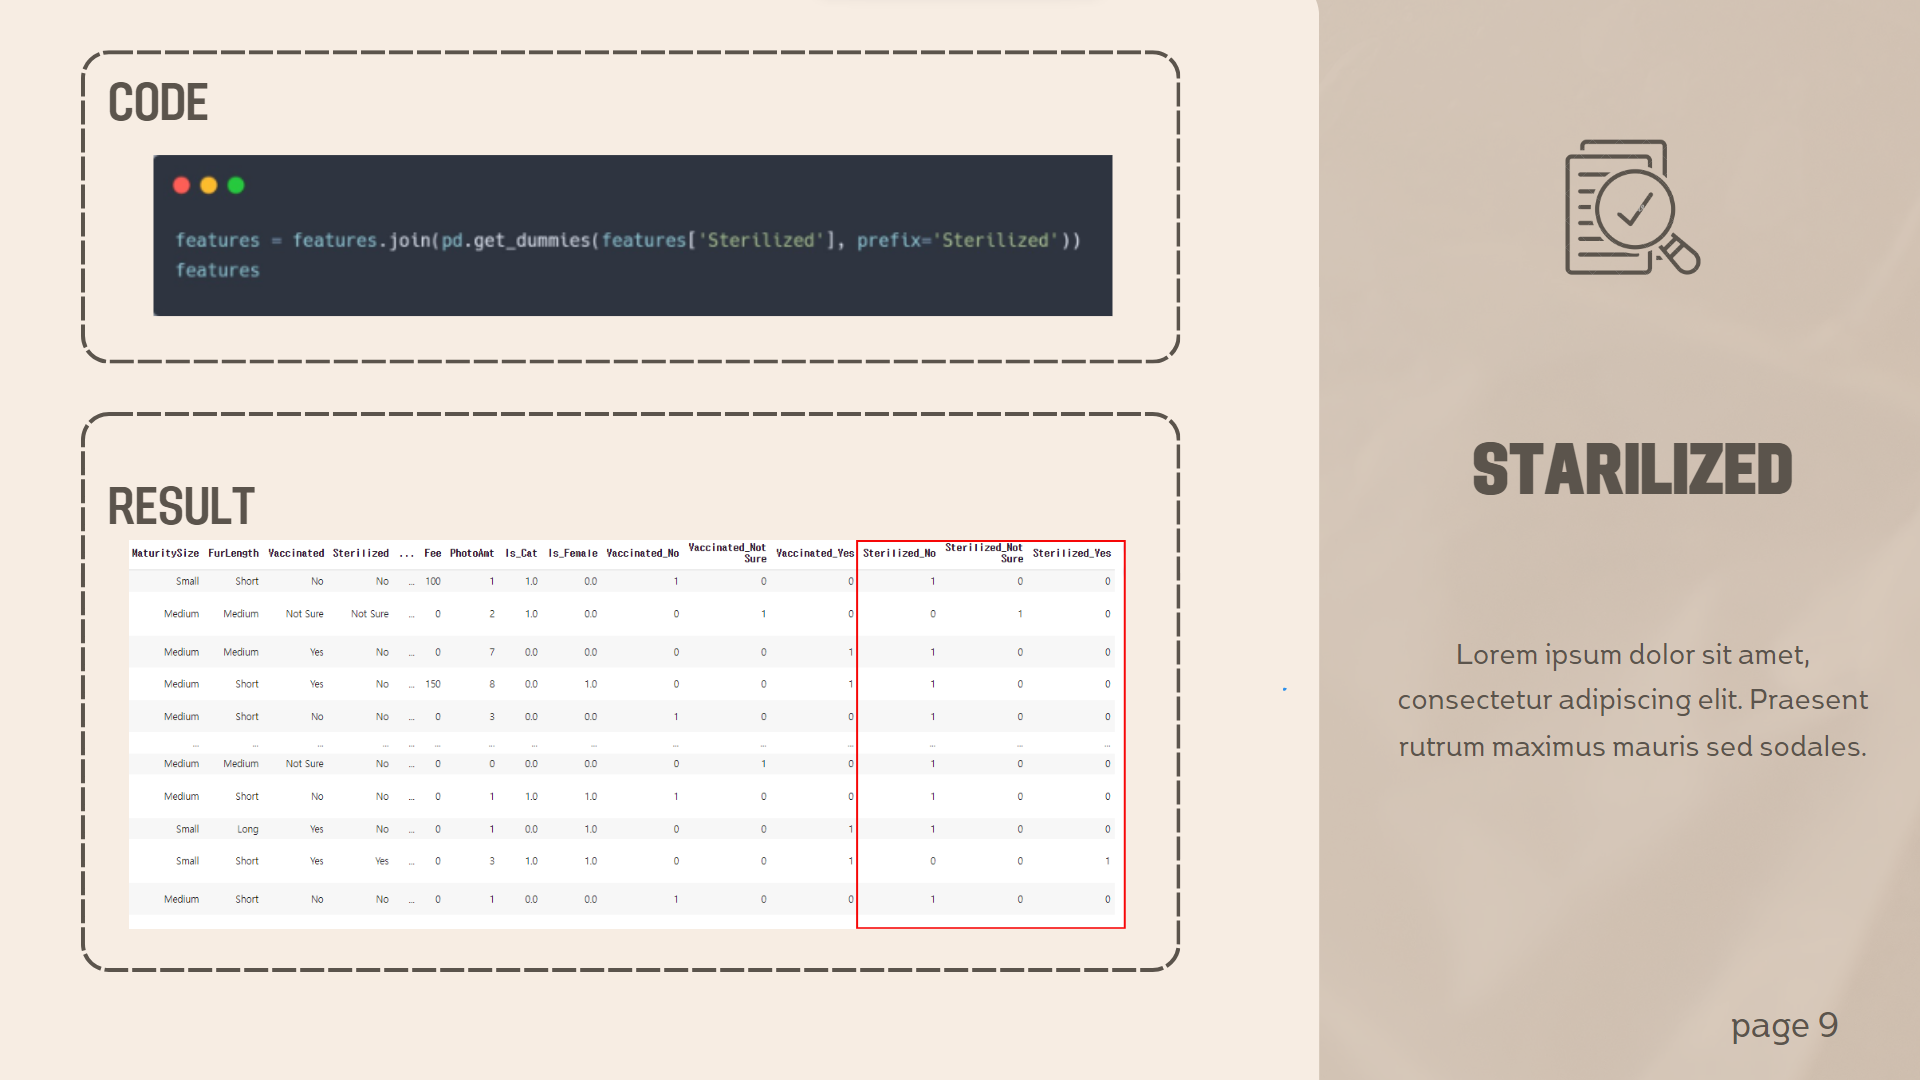 CODE
features = features.join(pd.get_dummies(features['Sterilized'], prefix='Sterilized'))
features
RESULT
MaturitySize FurLength Vaccinated Sterilized ... Fee PhotoAmt Is_Cat Is_Female Vaccinated_No Vaccinated_Not Sure Vaccinated_Yes Sterilized_No Sterilized_Not Sure Sterilized_Yes
Small Short No No ... 100 1 1.0 0.0 1 0 0 1 0 0
Medium Medium Not Sure Not Sure ... 0 2 1.0 0.0 0 1 0 0 1 0
Medium Medium Yes No ... 0 7 0.0 0.0 0 0 1 1 0 0
Medium Short Yes No ... 150 8 0.0 1.0 0 0 1 1 0 0
Medium Short No No ... 0 3 0.0 0.0 1 0 0 1 0 0
... ... ... ... ... ... ... ... ... ... ... ... ... ... ...
Medium Medium Not Sure No ... 0 0 0.0 0.0 0 1 0 1 0 0
Medium Short No No ... 0 1 1.0 1.0 1 0 0 1 0 0
Small Long Yes No ... 0 1 0.0 1.0 0 0 1 1 0 0
Small Short Yes Yes ... 0 3 1.0 1.0 0 0 1 0 0 1
Medium Short No No ... 0 1 0.0 0.0 1 0 0 1 0 0
STARILIZED
Lorem ipsum dolor sit amet,
consectetur adipiscing elit. Praesent
rutrum maximus mauris sed sodales.
page 9